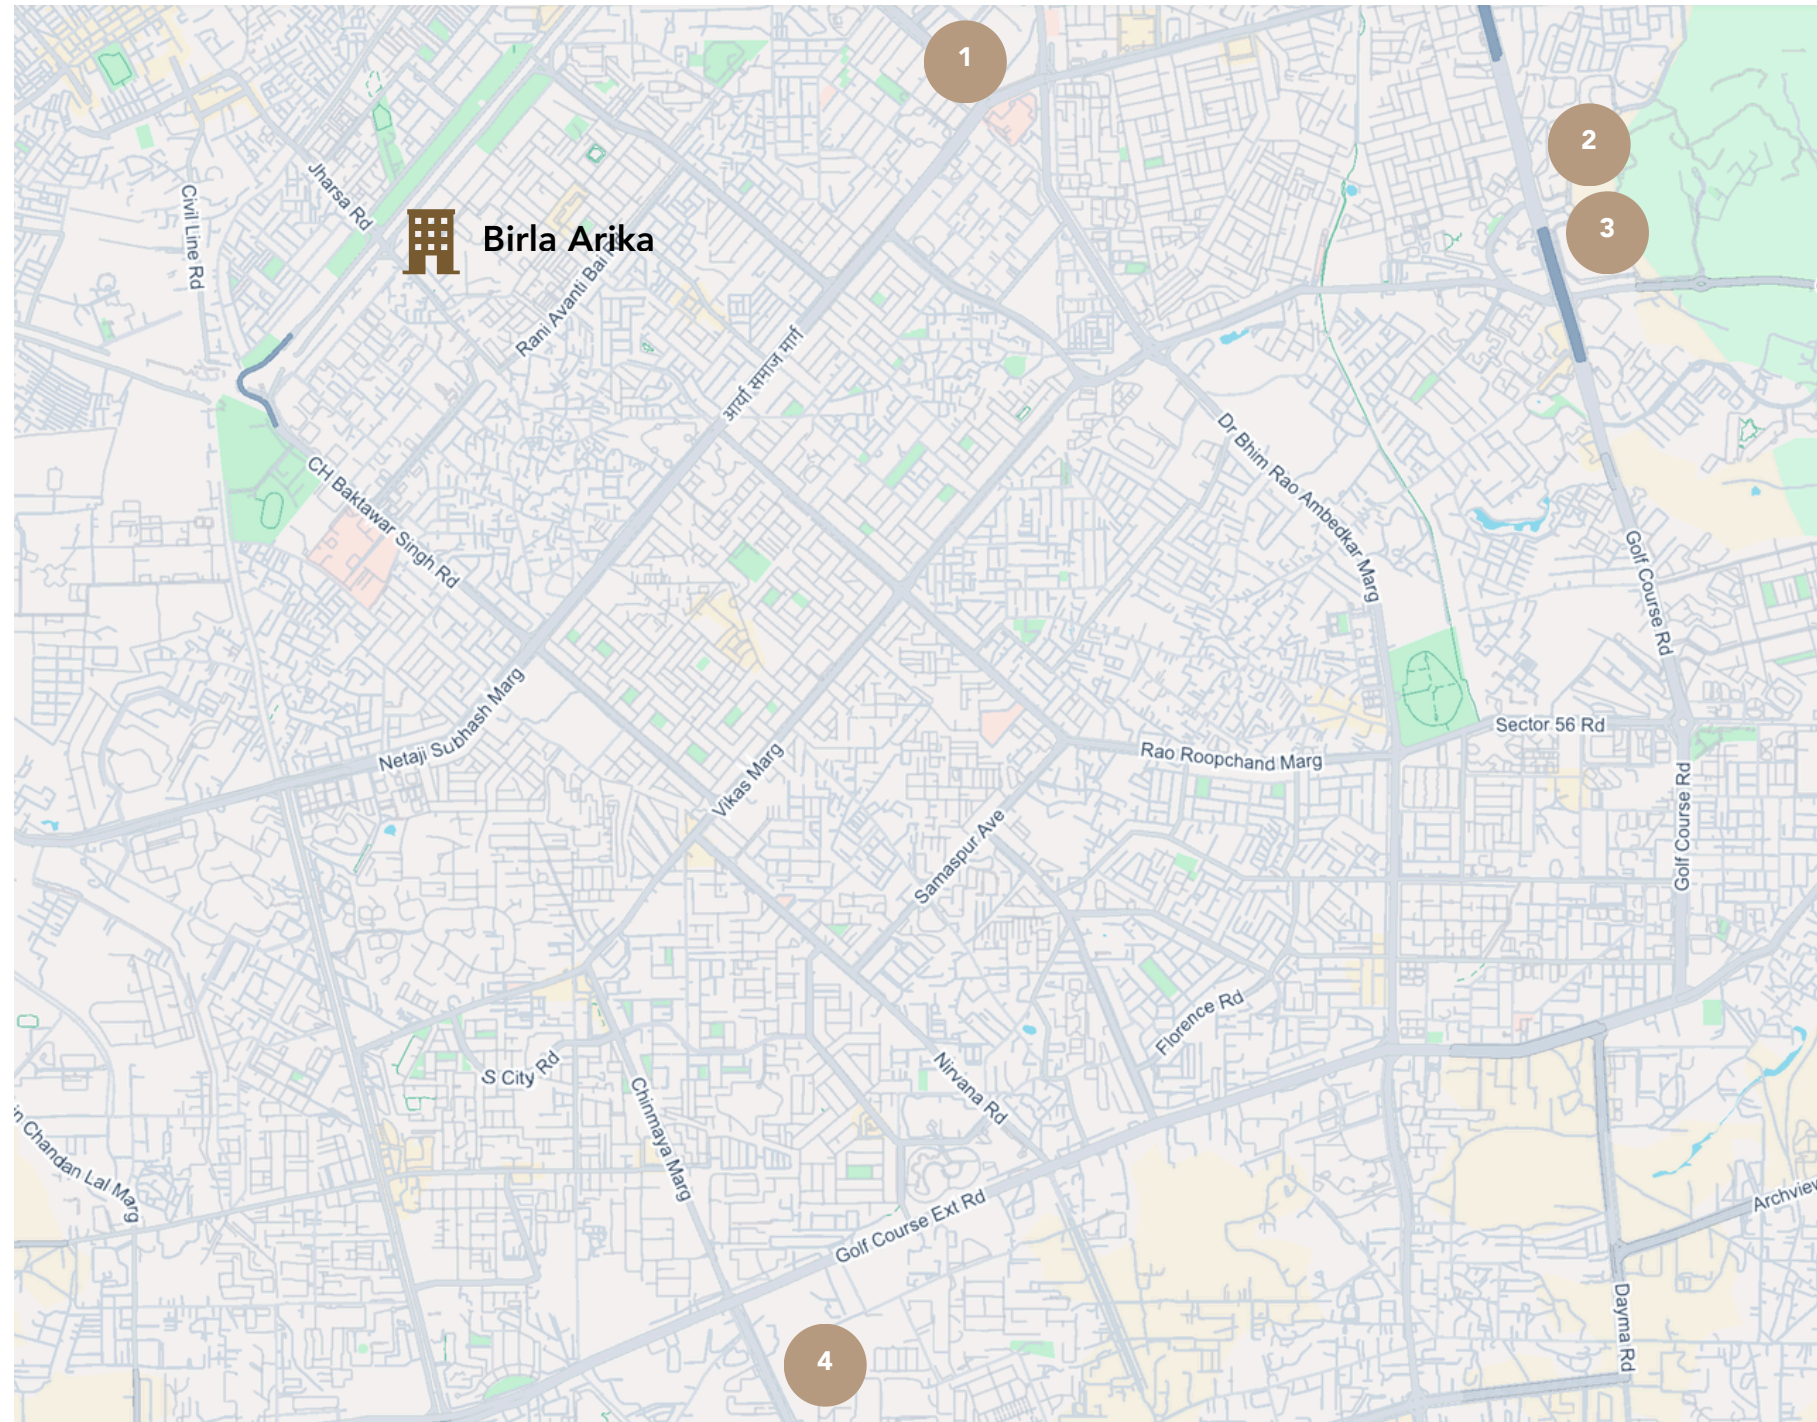 1
2
3
Jharsa Rd
Civil Line Rd
Birla Arika
Rani Avanti Bai
आर्या समाज मार्ग
Dr Bhim Rao Ambedkar Marg
CH Baktawar Singh Rd
Golf Course Rd
Netaji Subhash Marg
Sector 56 Rd
Rao Roopchand Marg
Vikas Marg
Golf Course Rd
Samaspur Ave
Florence Rd
S City Rd
Nirvana Rd
Chinmaya Marg
in Chandan Lal Marg
Golf Course Ext Rd
Archview
Dayma Rd
4